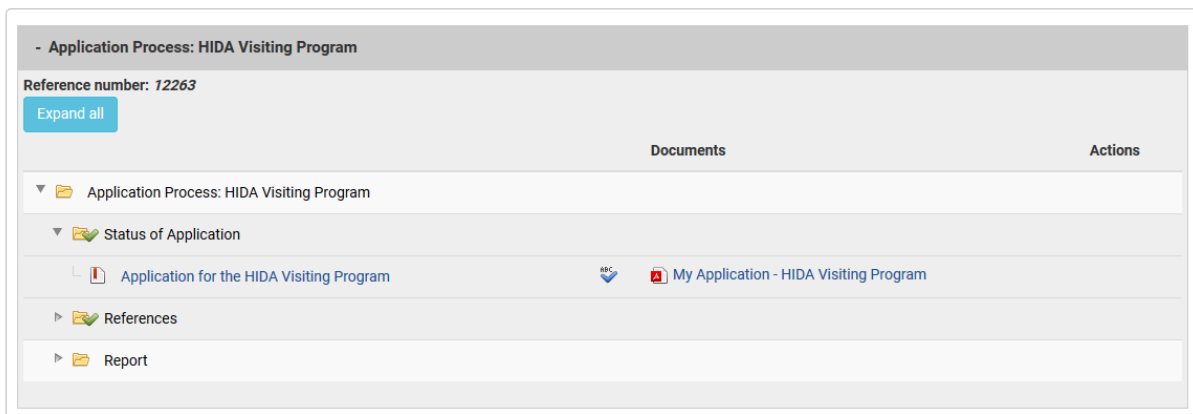 - Application Process: HIDA Visiting Program
Reference number: 12263
Expand all
Documents Actions
Application Process: HIDA Visiting Program
Status of Application
Application for the HIDA Visiting Program ABC My Application - HIDA Visiting Program
References
Report